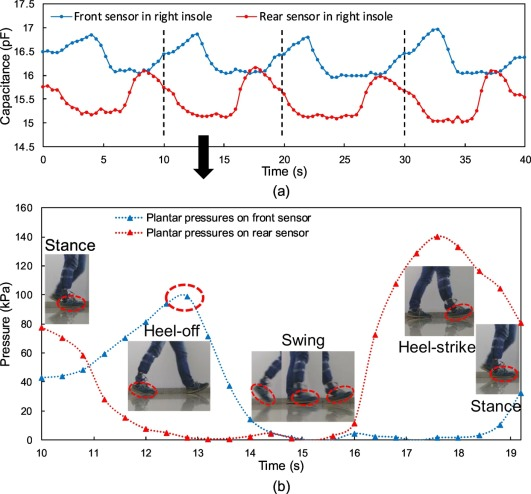 Front sensor in right insole
Rear sensor in right insole
Capacitance (pF)
17.5
17
16.5
16
15.5
15
14.5
0 5 10 15 20 25 30 35 40
Time (s)
(a)
Plantar pressures on front sensor
Plantar pressures on rear sensor
Pressure (kPa)
160
140
120
100
80
60
40
20
0
Stance
Heel-off
Swing
Heel-strike
Stance
10 11 12 13 14 15 16 17 18 19
Time (s)
(b)